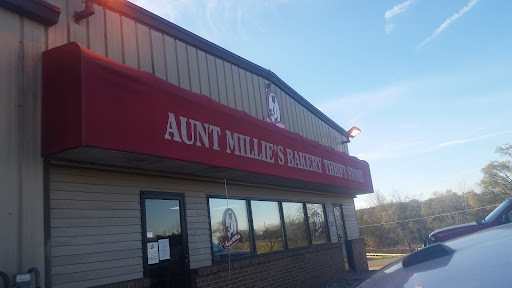 AUNT MILLIE'S BAKERY THRIFT STORE